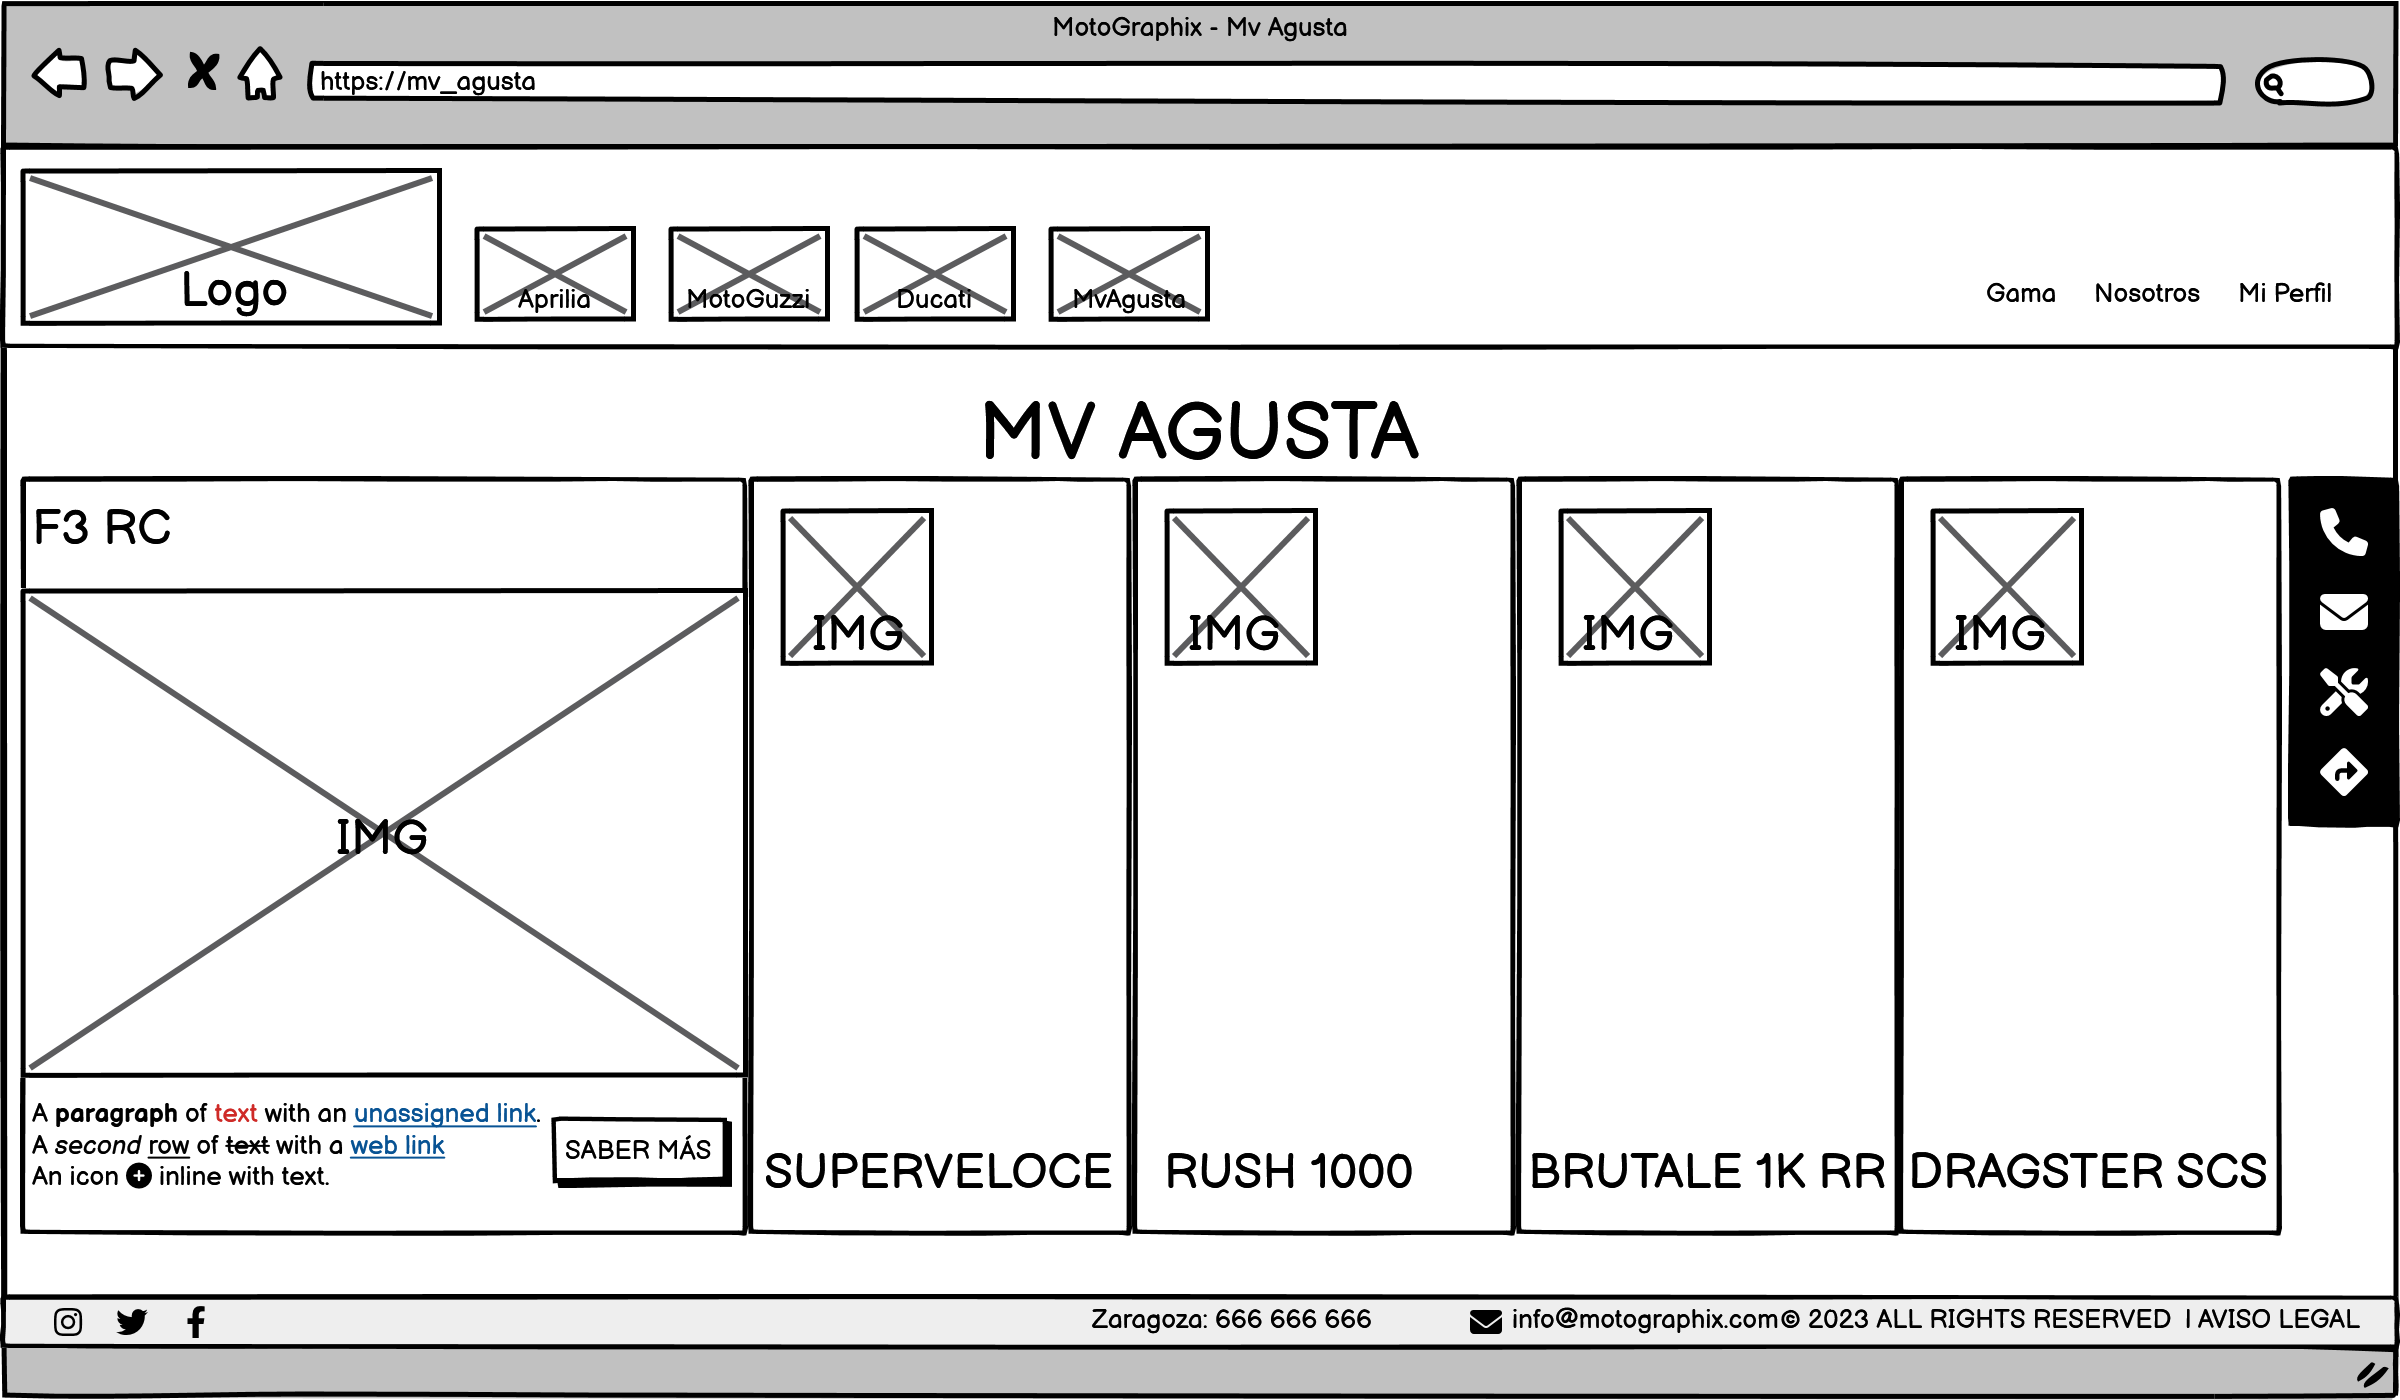 MotoGraphix - Mv Agusta
https://mv_agusta
Logo
Aprilia
MotoGuzzi
Ducati
MvAgusta
Gama
Nosotros
Mi Perfil
MV AGUSTA
F3 RC
IMG
IMG
IMG
IMG
IMG
A paragraph of text with an unassigned link.
A second row of text with a web link
An icon inline with text.
SABER MÁS
SUPERVELOCE
RUSH 1000
BRUTALE 1K RR
DRAGSTER SCS
Zaragoza: 666 666 666
info@motographix.com
© 2023 ALL RIGHTS RESERVED | AVISO LEGAL